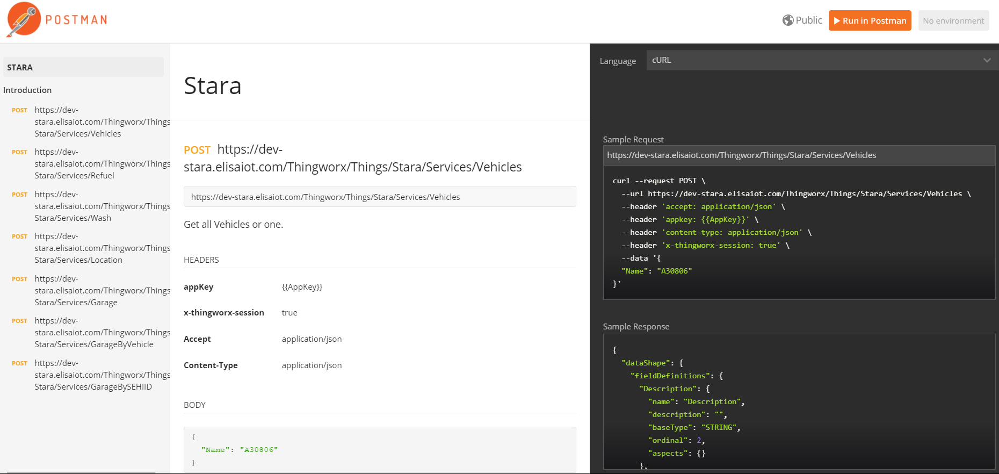 POSTMAN
Public
Run in Postman
No environment
STARA
Introduction
POST https://dev-
stara.elisaiot.com/Thingworx/Things
Stara/Services/Vehicles
POST https://dev-
stara.elisaiot.com/Thingworx/Things
Stara/Services/Refuel
POST https://dev-
stara.elisaiot.com/Thingworx/Things
Stara/Services/Wash
POST https://dev-
stara.elisaiot.com/Thingworx/Things
Stara/Services/Location
POST https://dev-
stara.elisaiot.com/Thingworx/Things
Stara/Services/Garage
POST https://dev-
stara.elisaiot.com/Thingworx/Things
Stara/Services/GarageByVehicle
POST https://dev-
stara.elisaiot.com/Thingworx/Things
Stara/Services/GarageBySEHIID
Stara
POST https://dev-
stara.elisaiot.com/Thingworx/Things/Stara/Services/Vehicles
https://dev-stara.elisaiot.com/Thingworx/Things/Stara/Services/Vehicles
Get all Vehicles or one.
HEADERS
appKey {{AppKey}}
x-thingworx-session true
Accept application/json
Content-Type application/json
BODY
{
"Name": "A30806"
}
Language cURL
Sample Request
https://dev-stara.elisaiot.com/Thingworx/Things/Stara/Services/Vehicles
curl --request POST \
--url https://dev-stara.elisaiot.com/Thingworx/Things/Stara/Services/Vehicles \
--header 'accept: application/json' \
--header 'appkey: {{AppKey}}' \
--header 'content-type: application/json' \
--header 'x-thingworx-session: true' \
--data '{
"Name": "A30806"
}'
Sample Response
{
"dataShape": {
"fieldDefinitions": {
"Description": {
"name": "Description",
"description": "",
"baseType": "STRING",
"ordinal": 2,
"aspects": {}
},